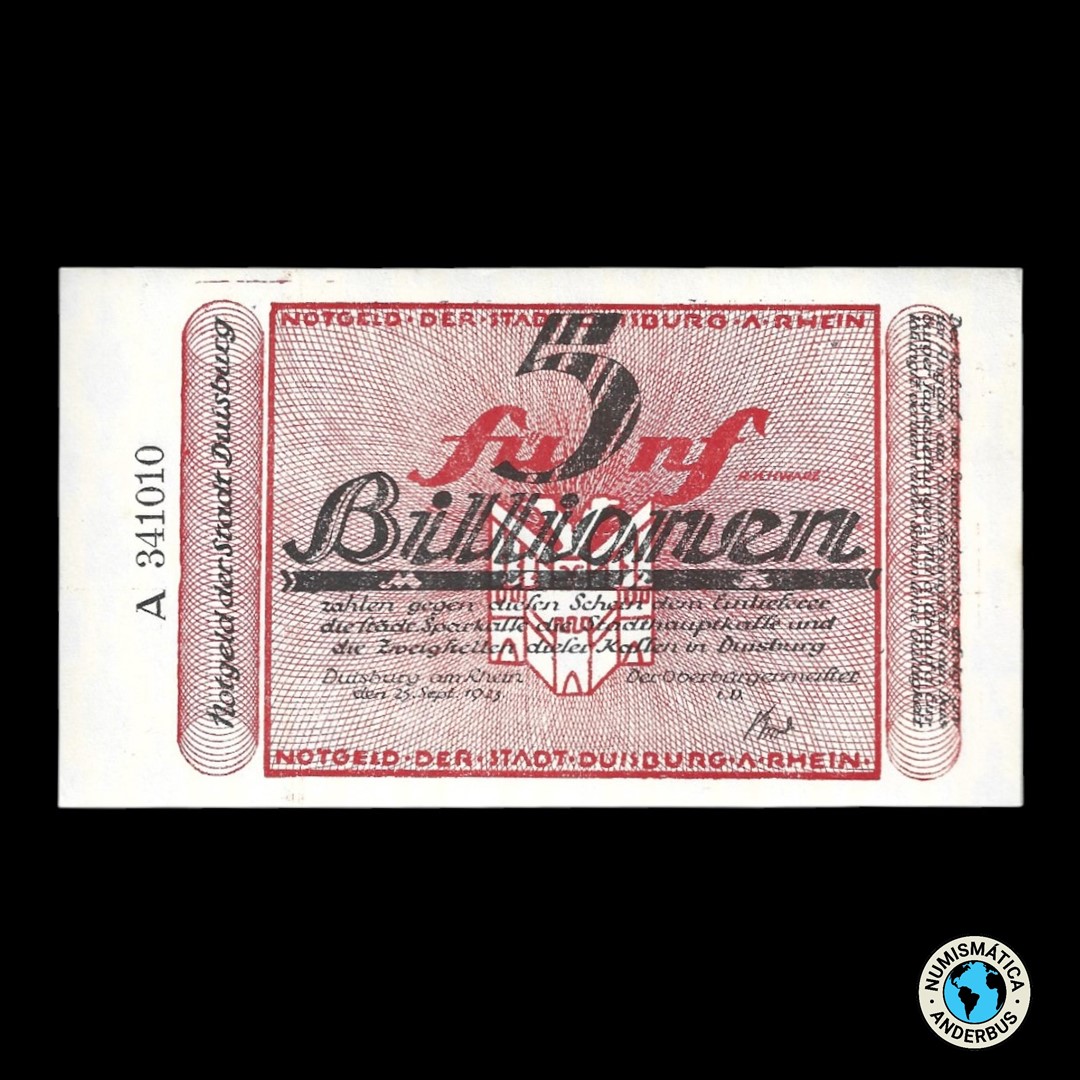 NOTGELD·DER·STADT·DUISBURG·A·RHEIN
5
fünf
Billionen
zahlen gegen diesen Schein dem Einlieferer
die städt. Sparkasse die Stadthauptkasse und
die Zweigstellen dieser Kassen in Duisburg
Duisburg am Rhein
den 25. Sept. 1923.
Der Oberbürgermeister
i.D.
NOTGELD·DER·STADT·DUISBURG·A·RHEIN·
Notgeld der Stadt Duisburg
A 341010
NUMISMÁTICA
· ANDERBUS ·